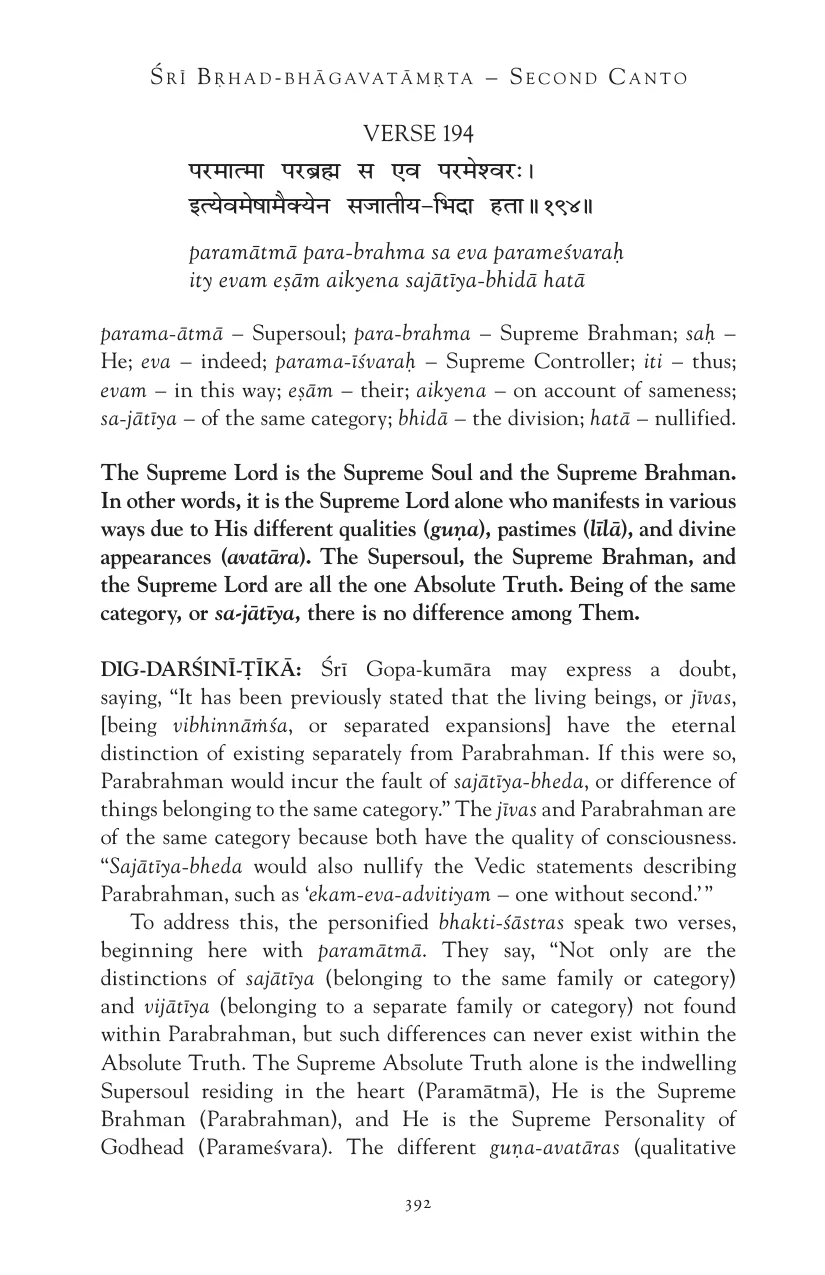 Śrī Bṛhad-bhāgavatāmṛta – Second Canto
VERSE 194
परमात्मा परब्रह्म स एव परमेश्वरः।
इत्येवमेषामैक्येन सजातीय–भिदा हता॥१९४॥
paramātmā para-brahma sa eva parameśvaraḥ
ity evam eṣām aikyena sajātīya-bhidā hatā
parama-ātmā – Supersoul; para-brahma – Supreme Brahman; saḥ –
He; eva – indeed; parama-īśvaraḥ – Supreme Controller; iti – thus;
evam – in this way; eṣām – their; aikyena – on account of sameness;
sa-jātīya – of the same category; bhidā – the division; hatā – nullified.
The Supreme Lord is the Supreme Soul and the Supreme Brahman.
In other words, it is the Supreme Lord alone who manifests in various
ways due to His different qualities (guṇa), pastimes (līlā), and divine
appearances (avatāra). The Supersoul, the Supreme Brahman, and
the Supreme Lord are all the one Absolute Truth. Being of the same
category, or sa-jātīya, there is no difference among Them.
DIG-DARŚINĪ-ṬĪKĀ: Śrī Gopa-kumāra may express a doubt,
saying, “It has been previously stated that the living beings, or jīvas,
[being vibhinnāṁśa, or separated expansions] have the eternal
distinction of existing separately from Parabrahman. If this were so,
Parabrahman would incur the fault of sajātīya-bheda, or difference of
things belonging to the same category.” The jīvas and Parabrahman are
of the same category because both have the quality of consciousness.
“Sajātīya-bheda would also nullify the Vedic statements describing
Parabrahman, such as ‘ekam-eva-advitiyam – one without second.’”
To address this, the personified bhakti-śāstras speak two verses,
beginning here with paramātmā. They say, “Not only are the
distinctions of sajātīya (belonging to the same family or category)
and vijātīya (belonging to a separate family or category) not found
within Parabrahman, but such differences can never exist within the
Absolute Truth. The Supreme Absolute Truth alone is the indwelling
Supersoul residing in the heart (Paramātmā), He is the Supreme
Brahman (Parabrahman), and He is the Supreme Personality of
Godhead (Parameśvara). The different guṇa-avatāras (qualitative
392